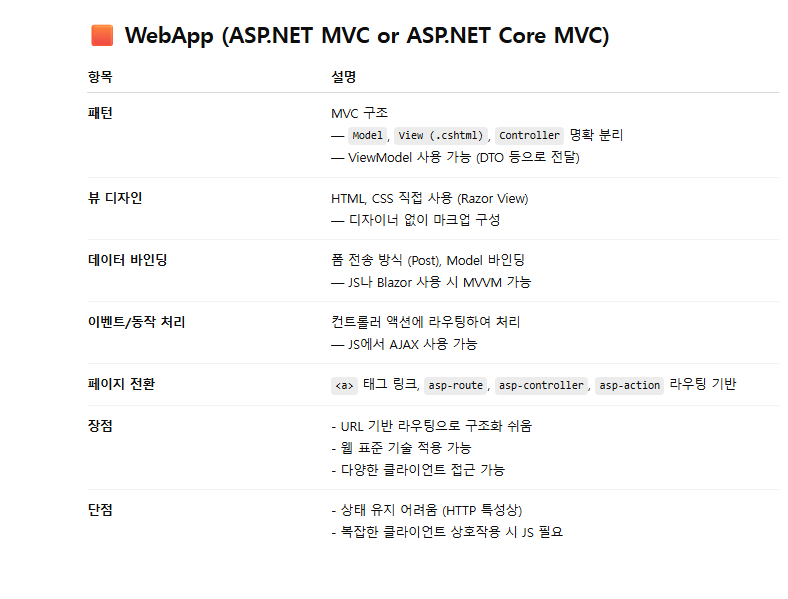 WebApp (ASP.NET MVC or ASP.NET Core MVC)
항목 설명
패턴 MVC 구조
— Model, View (.cshtml), Controller 명확 분리
— ViewModel 사용 가능 (DTO 등으로 전달)
뷰 디자인 HTML, CSS 직접 사용 (Razor View)
— 디자이너 없이 마크업 구성
데이터 바인딩 폼 전송 방식 (Post), Model 바인딩
— JS나 Blazor 사용 시 MVVM 가능
이벤트/동작 처리 컨트롤러 액션에 라우팅하여 처리
— JS에서 AJAX 사용 가능
페이지 전환 <a> 태그 링크, asp-route, asp-controller, asp-action 라우팅 기반
장점 - URL 기반 라우팅으로 구조화 쉬움
- 웹 표준 기술 적용 가능
- 다양한 클라이언트 접근 가능
단점 - 상태 유지 어려움 (HTTP 특성상)
- 복잡한 클라이언트 상호작용 시 JS 필요